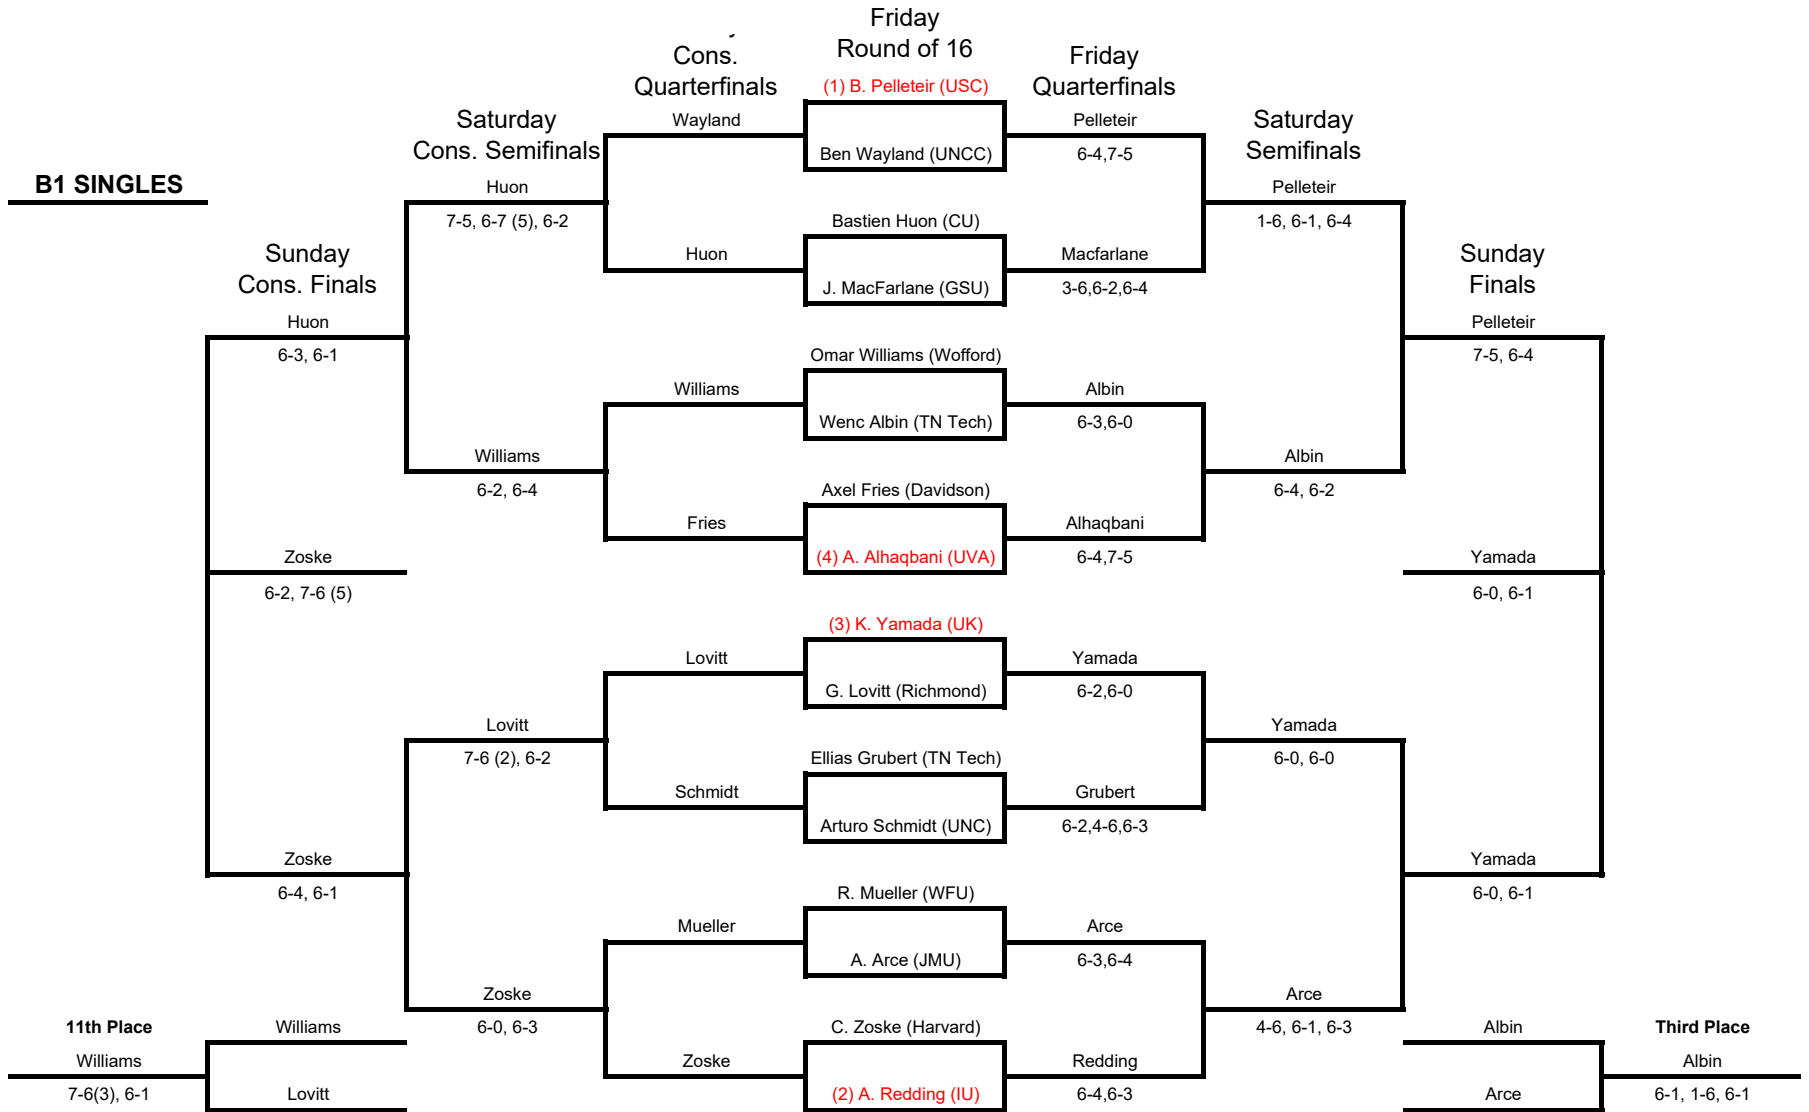 Friday
Round of 16
Cons.
Quarterfinals
Friday
Quarterfinals
(1) B. Pelleteir (USC)
Saturday
Cons. Semifinals
Wayland
Pelleteir
Saturday
Semifinals
Ben Wayland (UNCC)
6-4,7-5
B1 SINGLES
Huon
Pelleteir
7-5, 6-7 (5), 6-2
Bastien Huon (CU)
1-6, 6-1, 6-4
Sunday
Cons. Finals
Huon
Macfarlane
Sunday
Finals
J. MacFarlane (GSU)
3-6,6-2,6-4
Huon
Pelleteir
6-3, 6-1
Omar Williams (Wofford)
7-5, 6-4
Williams
Albin
Wenc Albin (TN Tech)
6-3,6-0
Williams
Albin
6-2, 6-4
Axel Fries (Davidson)
6-4, 6-2
Fries
Alhaqbani
Zoske
(4) A. Alhaqbani (UVA)
6-4,7-5
Yamada
6-2, 7-6 (5)
6-0, 6-1
(3) K. Yamada (UK)
Lovitt
Yamada
G. Lovitt (Richmond)
6-2,6-0
Lovitt
Yamada
7-6 (2), 6-2
Ellias Grubert (TN Tech)
6-0, 6-0
Schmidt
Grubert
Arturo Schmidt (UNC)
6-2,4-6,6-3
Zoske
Yamada
6-4, 6-1
R. Mueller (WFU)
6-0, 6-1
Mueller
Arce
A. Arce (JMU)
6-3,6-4
Zoske
Arce
11th Place
Williams
6-0, 6-3
C. Zoske (Harvard)
4-6, 6-1, 6-3
Albin
Third Place
Williams
Zoske
Redding
Albin
7-6(3), 6-1
Lovitt
(2) A. Redding (IU)
6-4,6-3
Arce
6-1, 1-6, 6-1